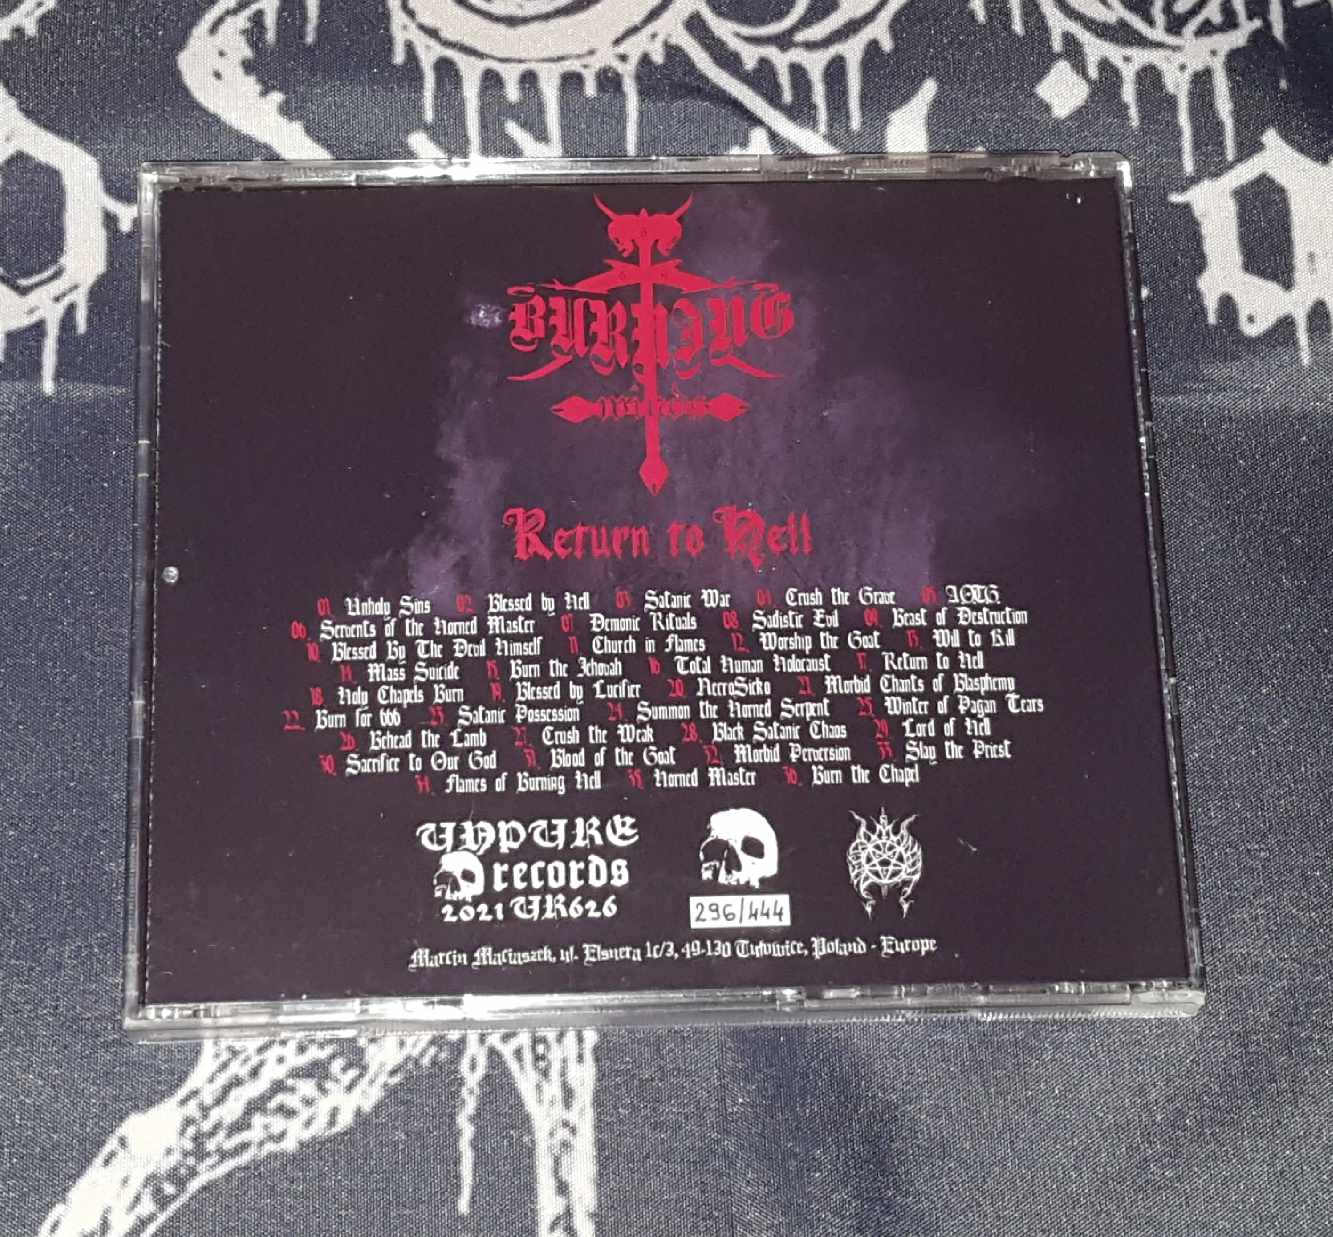 BURNING
Return to Hell
01. Unholy Sins 02. Blessed by Hell 03. Satanic War 04. Crush the Grave 05. AOTG
06. Servents of the Horned Master 07. Demonic Rituals 08. Sadistic Evil 09. Beast of Destruction
10. Blessed By The Devil Himself 11. Church in Flames 12. Worship the Goat 13. Will to Kill
14. Mass Suicide 15. Burn the Jehovah 16. Total Human Holocaust 17. Return to Hell
18. Holy Chapels Burn 19. Blessed by Lucifier 20. NecroSicko 21. Morbid Chants of Blasphemy
22. Burn for 666 23. Satanic Possession 24. Summon the Horned Serpent 25. Winter of Pagan Tears
26. Behead the Lamb 27. Crush the Weak 28. Black Satanic Chaos 29. Lord of Hell
30. Sacrifice to Our God 31. Blood of the Goat 32. Morbid Perversion 33. Slay the Priest
34. Flames of Burning Hell 35. Horned Master 36. Burn the Chapel
UNPURE
records
2021 UR626
296/444
Marcin Maciaszek, ul. Elsnera 1c/3, 49-130 Tułowice, Poland - Europe